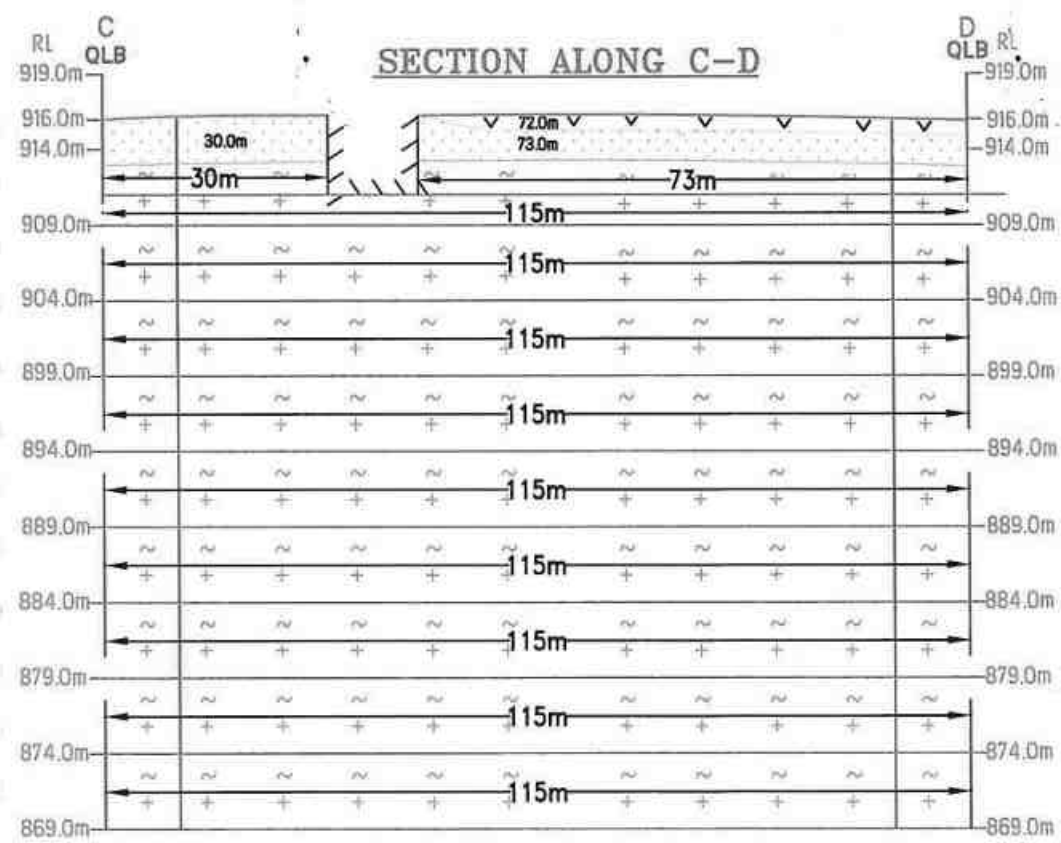 C D
RL QLB SECTION ALONG C-D QLB RL
919.0m 919.0m
916.0m 72.0m 916.0m
914.0m 30.0m 73.0m 914.0m
30m 73m
115m
909.0m 909.0m
115m
904.0m 904.0m
115m
899.0m 899.0m
115m
894.0m 894.0m
115m
889.0m 889.0m
115m
884.0m 884.0m
115m
879.0m 879.0m
115m
874.0m 874.0m
115m
869.0m 869.0m